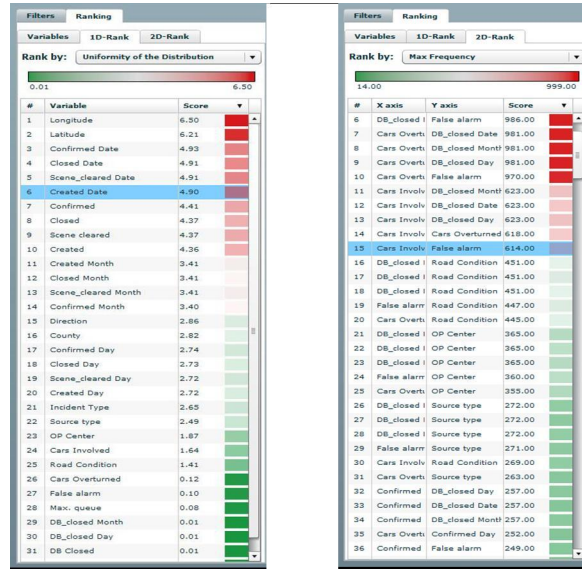 Filters Ranking
Variables 1D-Rank 2D-Rank
Rank by: Uniformity of the Distribution
0.01 6.50
# Variable Score
1 Longitude 6.50
2 Latitude 6.21
3 Confirmed Date 4.93
4 Closed Date 4.91
5 Scene_cleared Date 4.91
6 Created Date 4.90
7 Confirmed 4.41
8 Closed 4.37
9 Scene cleared 4.37
10 Created 4.36
11 Created Month 3.41
12 Closed Month 3.41
13 Scene_cleared Month 3.41
14 Confirmed Month 3.40
15 Direction 2.86
16 County 2.82
17 Confirmed Day 2.74
18 Closed Day 2.73
19 Scene_cleared Day 2.72
20 Created Day 2.72
21 Incident Type 2.65
22 Source type 2.49
23 OP Center 1.87
24 Cars Involved 1.64
25 Road Condition 1.41
26 Cars Overturned 0.12
27 False alarm 0.10
28 Max. queue 0.08
29 DB_closed Month 0.01
30 DB_closed Day 0.01
31 DB Closed 0.01
Filters Ranking
Variables 1D-Rank 2D-Rank
Rank by: Max Frequency
14.00 999.00
# X axis Y axis Score
6 DB_closed I False alarm 986.00
7 Cars Overtu DB_closed Date 981.00
8 Cars Overtu DB_closed Month 981.00
9 Cars Overtu DB_closed Day 981.00
10 Cars Overtu False alarm 970.00
11 Cars Involv DB_closed Month 623.00
12 Cars Involv DB_closed Date 623.00
13 Cars Involv DB_closed Day 623.00
14 Cars Involv Cars Overturned 618.00
15 Cars Involv False alarm 614.00
16 DB_closed I Road Condition 451.00
17 DB_closed I Road Condition 451.00
18 DB_closed I Road Condition 451.00
19 False alarm Road Condition 447.00
20 Cars Overtu Road Condition 445.00
21 DB_closed I OP Center 365.00
22 DB_closed I OP Center 365.00
23 DB_closed I OP Center 365.00
24 False alarm OP Center 360.00
25 Cars Overtu OP Center 355.00
26 DB_closed I Source type 272.00
27 DB_closed I Source type 272.00
28 DB_closed I Source type 272.00
29 False alarm Source type 271.00
30 Cars Involv Road Condition 269.00
31 Cars Overtu Source type 263.00
32 Confirmed DB_closed Day 257.00
33 Confirmed DB_closed Date 257.00
34 Confirmed DB_closed Month 257.00
35 Cars Overtu Confirmed Day 252.00
36 Confirmed False alarm 249.00